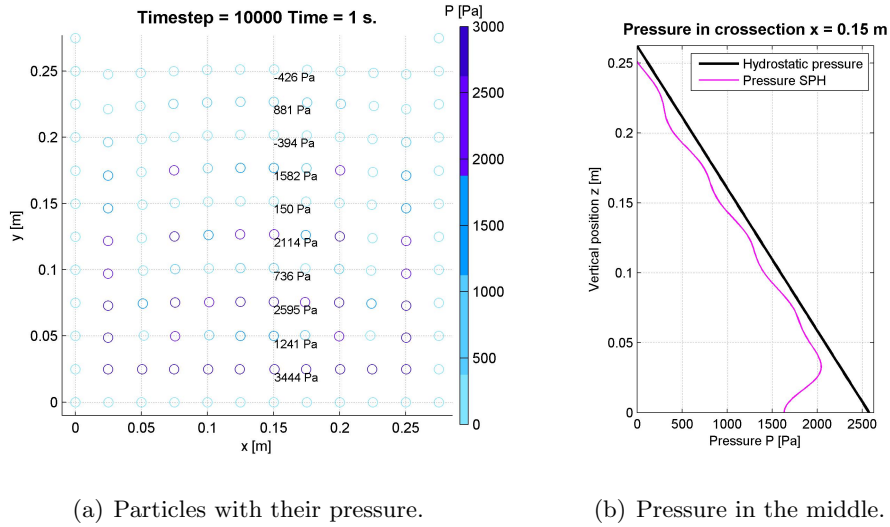 Timestep = 10000 Time = 1 s.
P [Pa]
3000
2500
2000
1500
1000
500
0
0.25
0.2
0.15
0.1
0.05
0
y [m]
-426 Pa
881 Pa
-394 Pa
1582 Pa
150 Pa
2114 Pa
736 Pa
2595 Pa
1241 Pa
3444 Pa
0 0.05 0.1 0.15 0.2 0.25
x [m]
(a) Particles with their pressure.
Pressure in crossection x = 0.15 m
Hydrostatic pressure
Pressure SPH
0.25
0.2
0.15
0.1
0.05
0
Vertical position z [m]
0 500 1000 1500 2000 2500
Pressure P [Pa]
(b) Pressure in the middle.